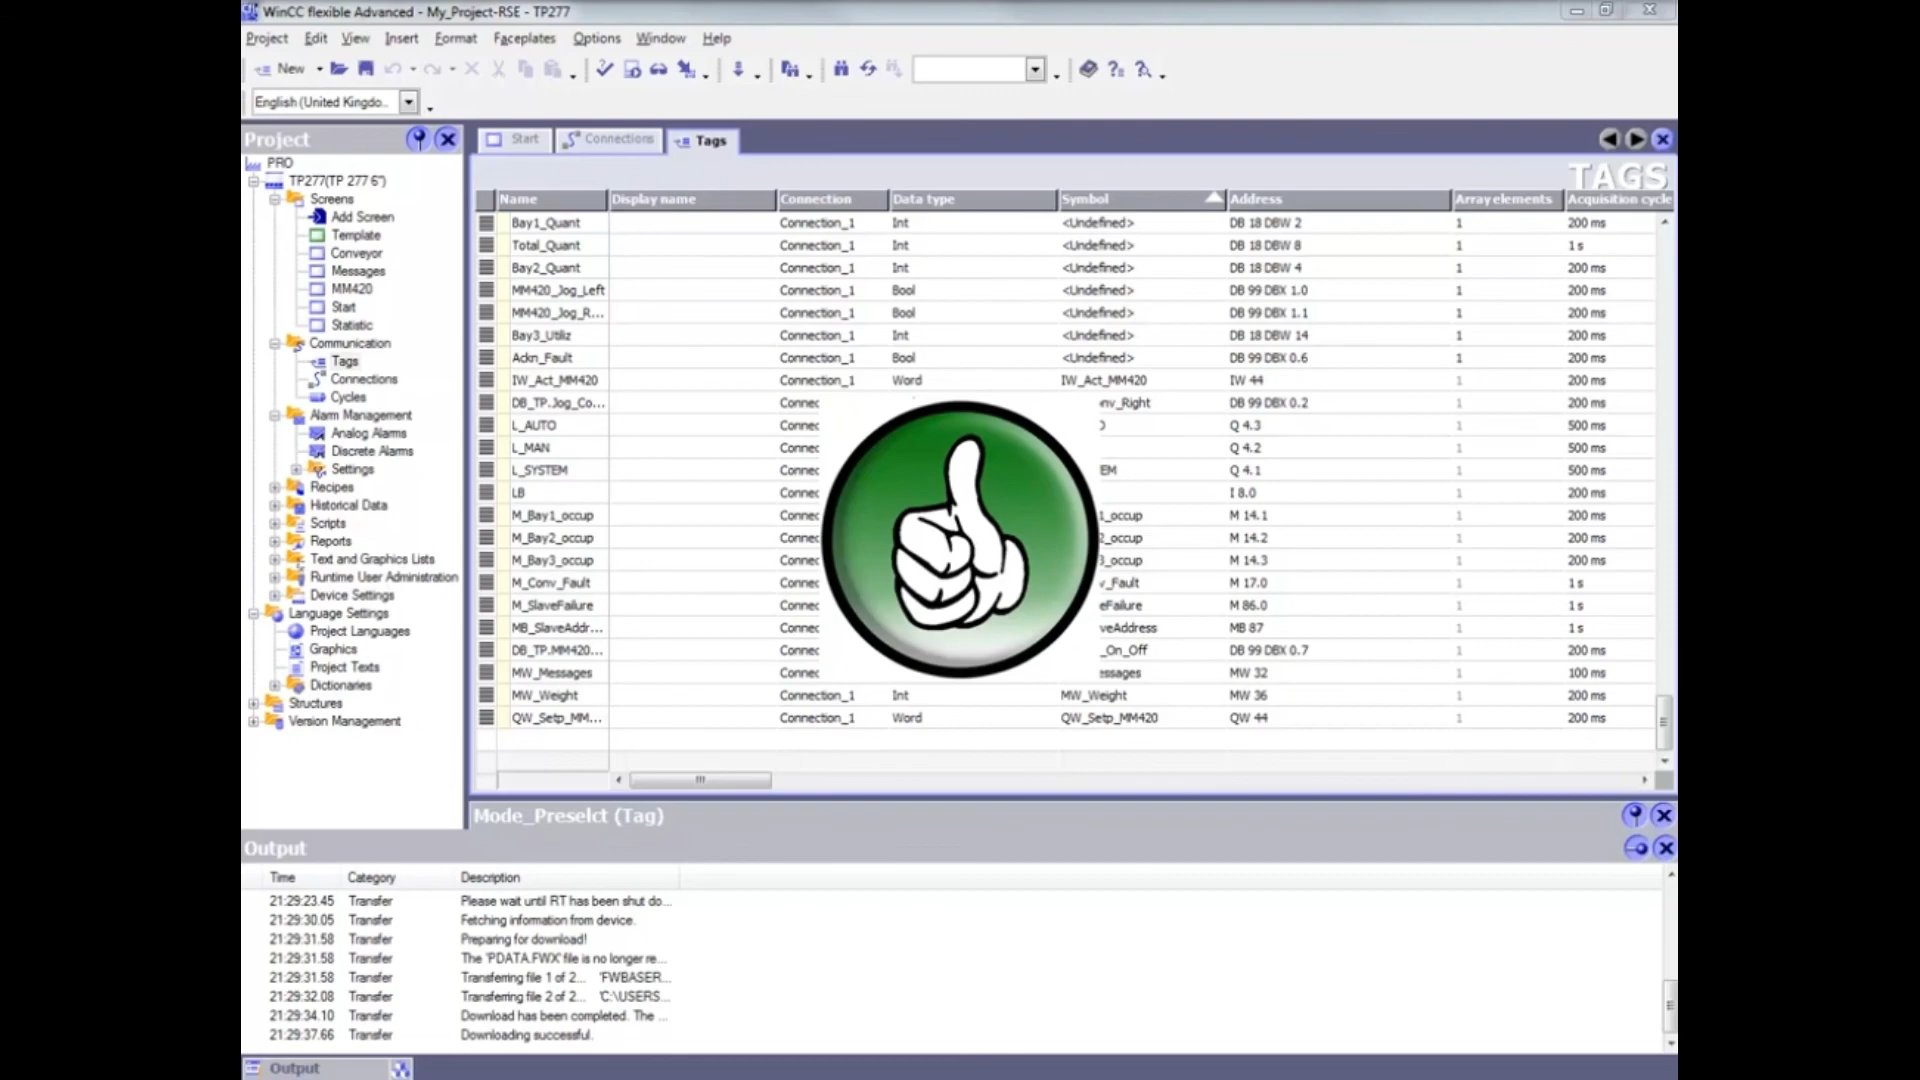 WinCC flexible Advanced - My_Project-RSE - TP277
Project Edit View Insert Format Faceplates Options Window Help
New
English (United Kingdo..
Project
PRO
TP277(TP 277 6")
Screens
Add Screen
Template
Conveyor
Messages
MM420
Start
Statistic
Communication
Tags
Connections
Cycles
Alarm Management
Analog Alarms
Discrete Alarms
Settings
Recipes
Historical Data
Scripts
Reports
Text and Graphics Lists
Runtime User Administration
Device Settings
Language Settings
Project Languages
Graphics
Project Texts
Dictionaries
Structures
Version Management
Start Connections Tags
TAGS
Name Display name Connection Data type Symbol Address Array elements Acquisition cycle
Bay1_Quant Connection_1 Int <Undefined> DB 18 DBW 2 1 200 ms
Total_Quant Connection_1 Int <Undefined> DB 18 DBW 8 1 1 s
Bay2_Quant Connection_1 Int <Undefined> DB 18 DBW 4 1 200 ms
MM420_Jog_Left Connection_1 Bool <Undefined> DB 99 DBX 1.0 1 200 ms
MM420_Jog_R... Connection_1 Bool <Undefined> DB 99 DBX 1.1 1 200 ms
Bay3_Utiliz Connection_1 Int <Undefined> DB 18 DBW 14 1 200 ms
Ackn_Fault Connection_1 Bool <Undefined> DB 99 DBX 0.6 1 200 ms
IW_Act_MM420 Connection_1 Word IW_Act_MM420 IW 44 1 200 ms
DB_TP.Jog_Co... Connec nv_Right DB 99 DBX 0.2 1 200 ms
L_AUTO Connec Q 4.3 1 500 ms
L_MAN Connec Q 4.2 1 500 ms
L_SYSTEM Connec EM Q 4.1 1 500 ms
LB Connec I 8.0 1 200 ms
M_Bay1_occup Connec 1_occup M 14.1 1 200 ms
M_Bay2_occup Connec 2_occup M 14.2 1 200 ms
M_Bay3_occup Connec 3_occup M 14.3 1 200 ms
M_Conv_Fault Connec v_Fault M 17.0 1 1 s
M_SlaveFailure Connec eFailure M 86.0 1 1 s
MB_SlaveAddr... Connec veAddress MB 87 1 1 s
DB_TP.MM420... Connec _On_Off DB 99 DBX 0.7 1 200 ms
MW_Messages Connec essages MW 32 1 100 ms
MW_Weight Connection_1 Int MW_Weight MW 36 1 200 ms
QW_Setp_MM... Connection_1 Word QW_Setp_MM420 QW 44 1 200 ms
Mode_Preselct (Tag)
Output
Time Category Description
21:29:23.45 Transfer Please wait until RT has been shut do...
21:29:30.05 Transfer Fetching information from device.
21:29:31.58 Transfer Preparing for download!
21:29:31.58 Transfer The 'PDATA.FWX' file is no longer re...
21:29:31.58 Transfer Transferring file 1 of 2... 'FWBASER...
21:29:32.08 Transfer Transferring file 2 of 2... 'C:\USERS...
21:29:34.10 Transfer Download has been completed. The ...
21:29:37.66 Transfer Downloading successful.
Output